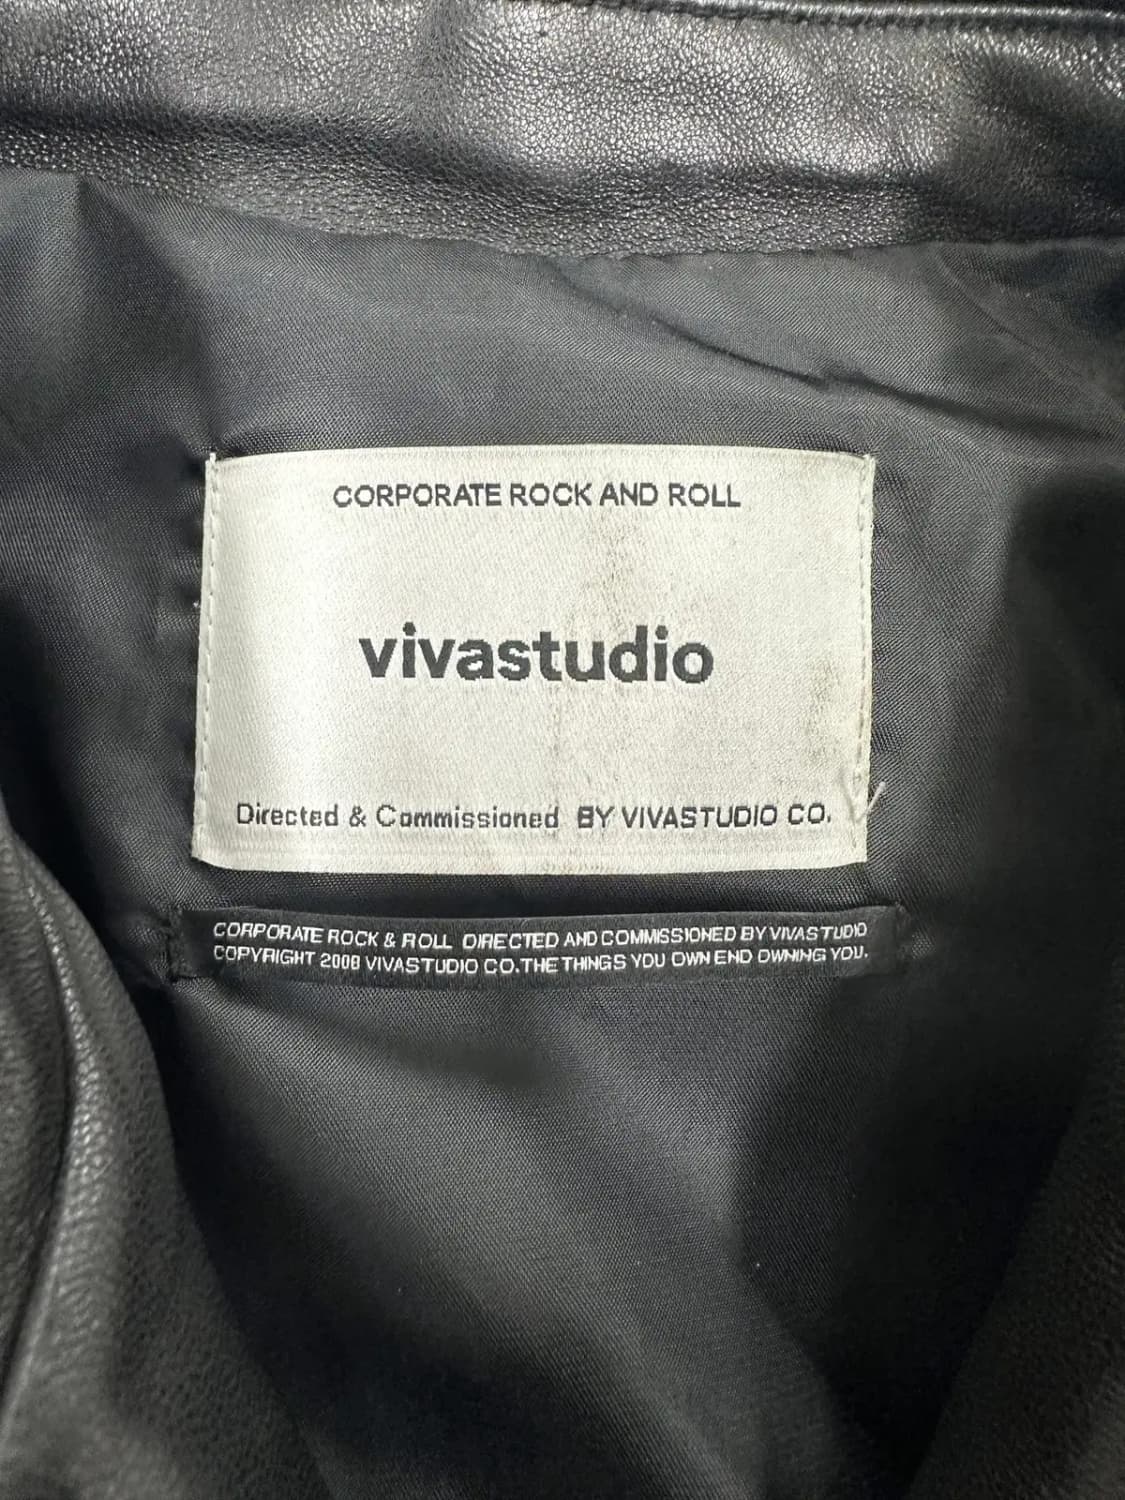 CORPORATE ROCK AND ROLL
vivastudio
Directed & Commissioned BY VIVASTUDIO CO.
CORPORATE ROCK & ROLL DIRECTED AND COMMISSIONED BY VIVASTUDIO
COPYRIGHT 2008 VIVASTUDIO CO.THE THINGS YOU OWN END OWNING YOU.